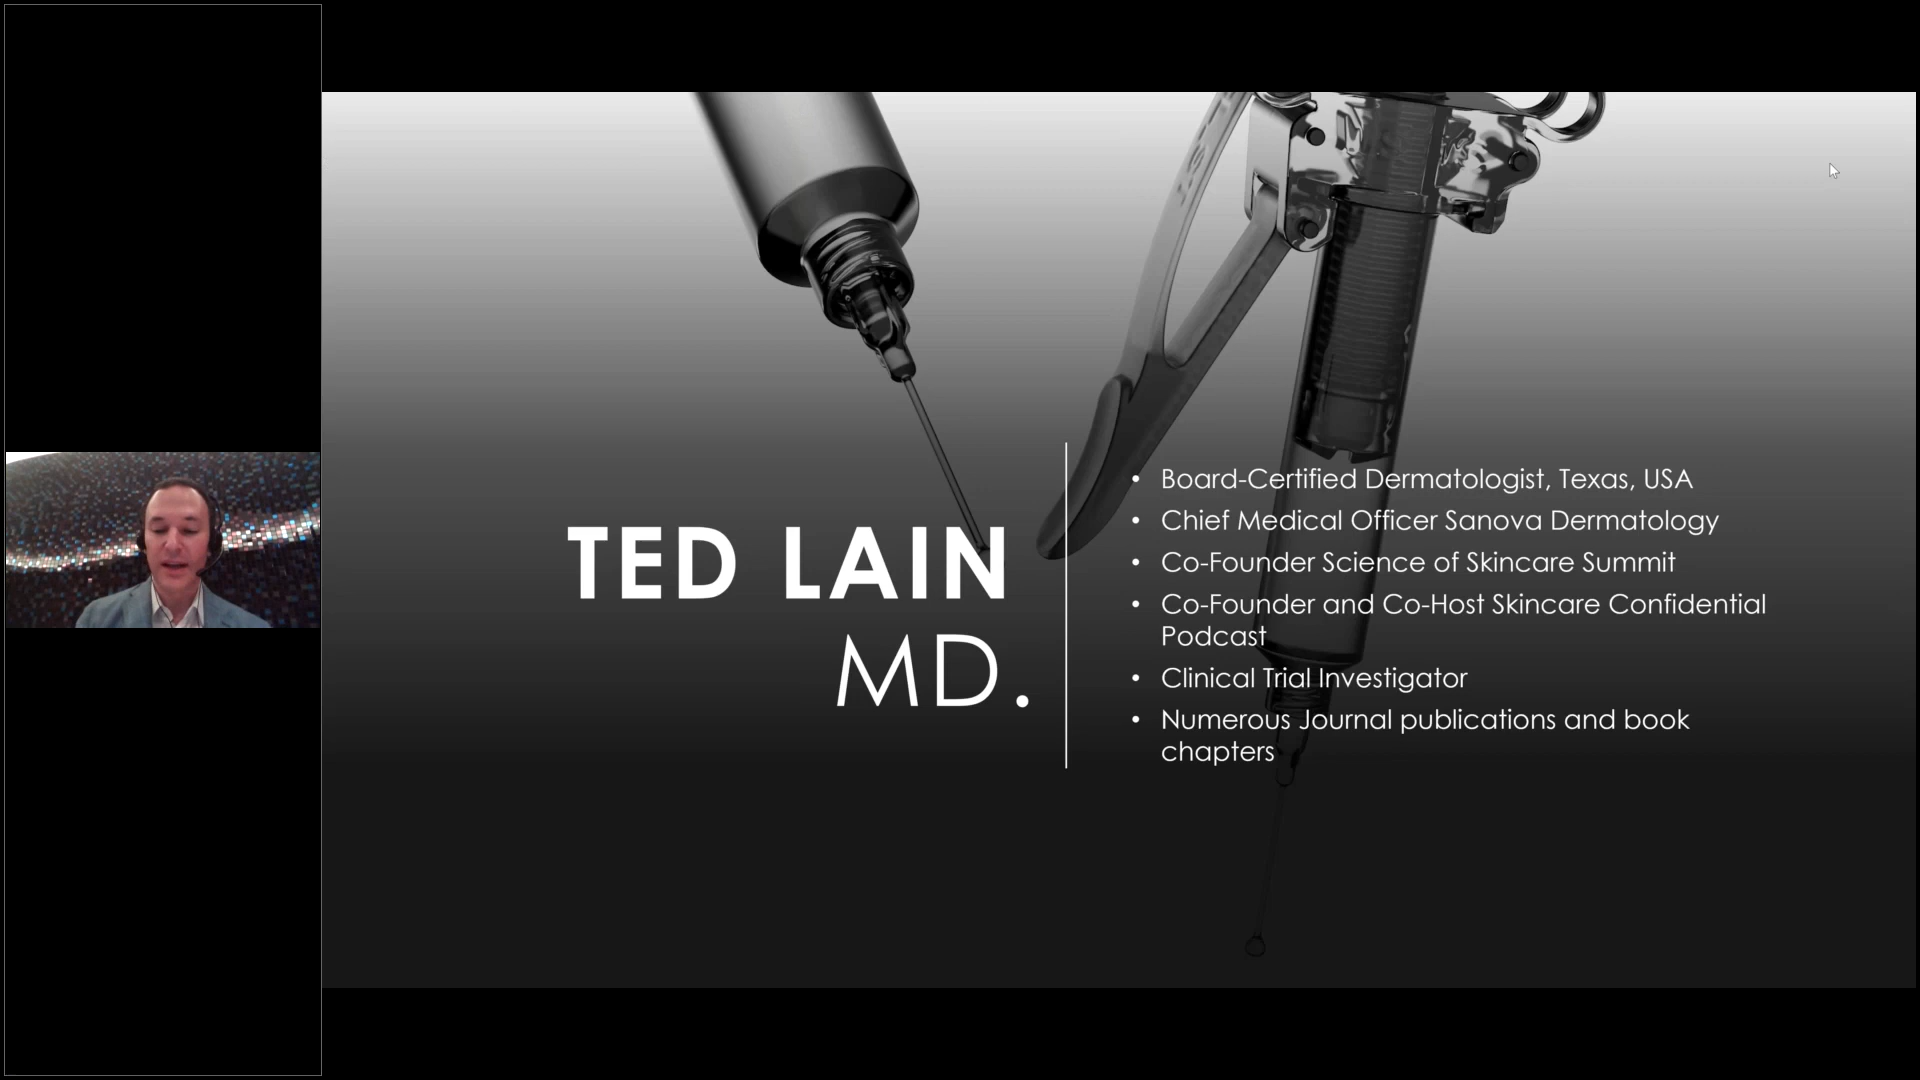 TED LAIN
MD.
• Board-Certified Dermatologist, Texas, USA
• Chief Medical Officer Sanova Dermatology
• Co-Founder Science of Skincare Summit
• Co-Founder and Co-Host Skincare Confidential
Podcast
• Clinical Trial Investigator
• Numerous Journal publications and book
chapters